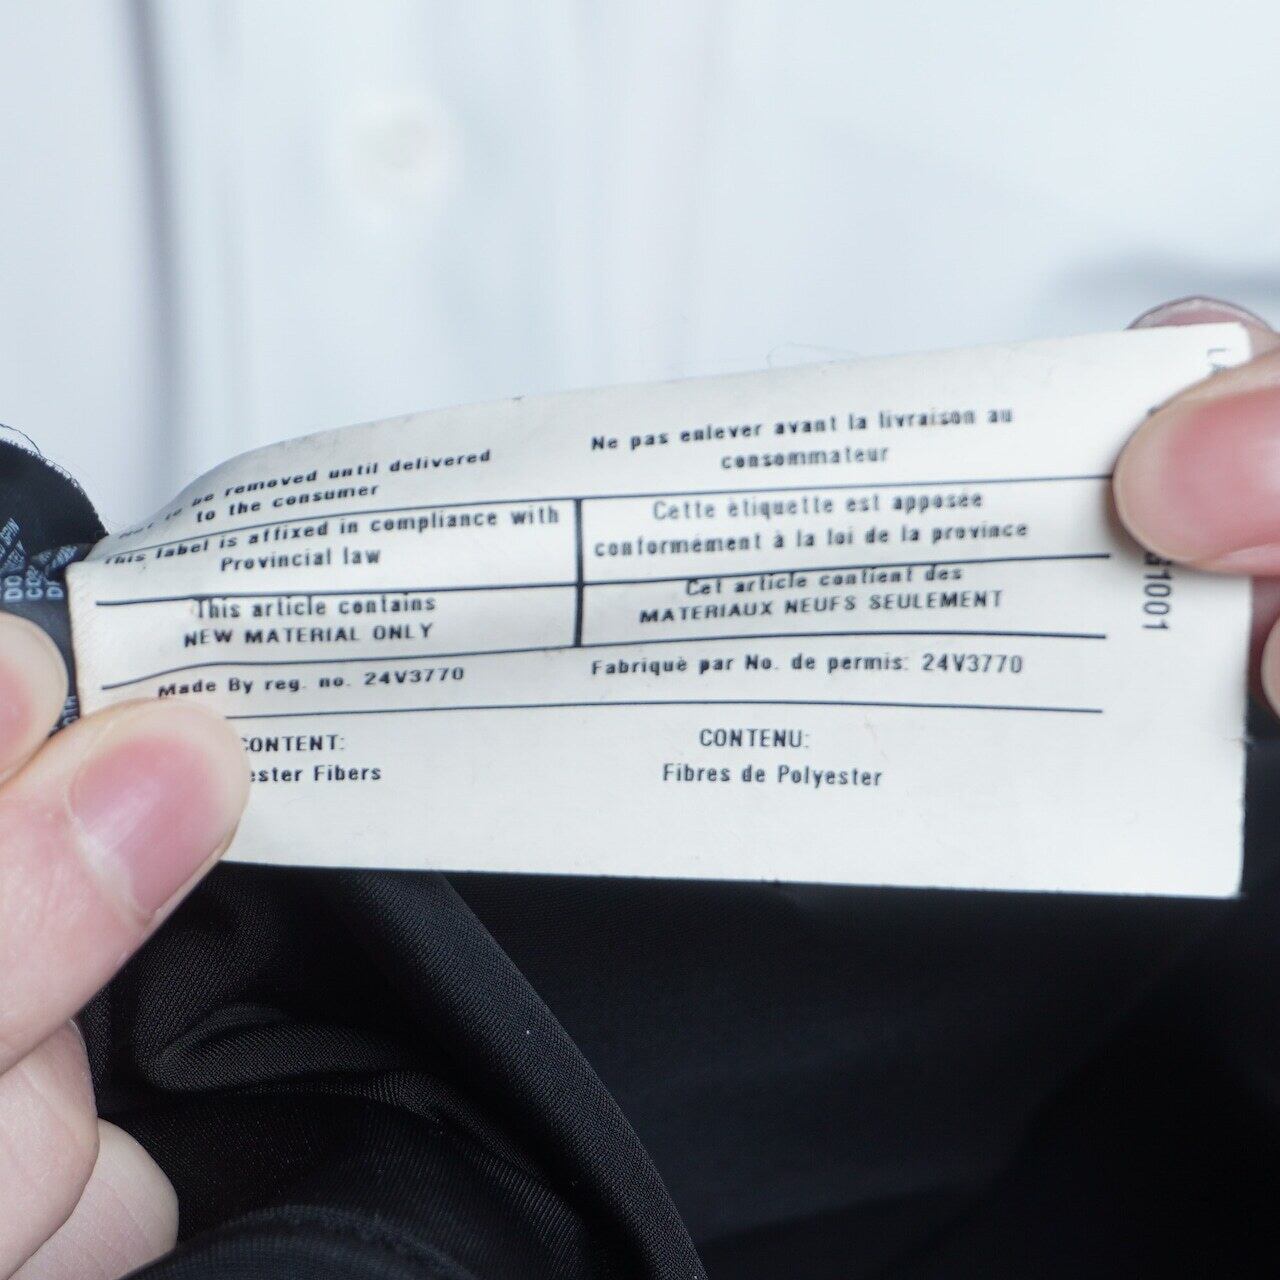 be removed until delivered
to the consumer
Ne pas enlever avant la livraison au
consommateur
This label is affixed in compliance with
Provincial law
Cette ètiquette est apposée
conformément à la loi de la province
This article contains
NEW MATERIAL ONLY
Cet article contient des
MATERIAUX NEUFS SEULEMENT
Made By reg. no. 24V3770
Fabriquè par No. de permis: 24V3770
CONTENT:
ester Fibers
CONTENU:
Fibres de Polyester
1001